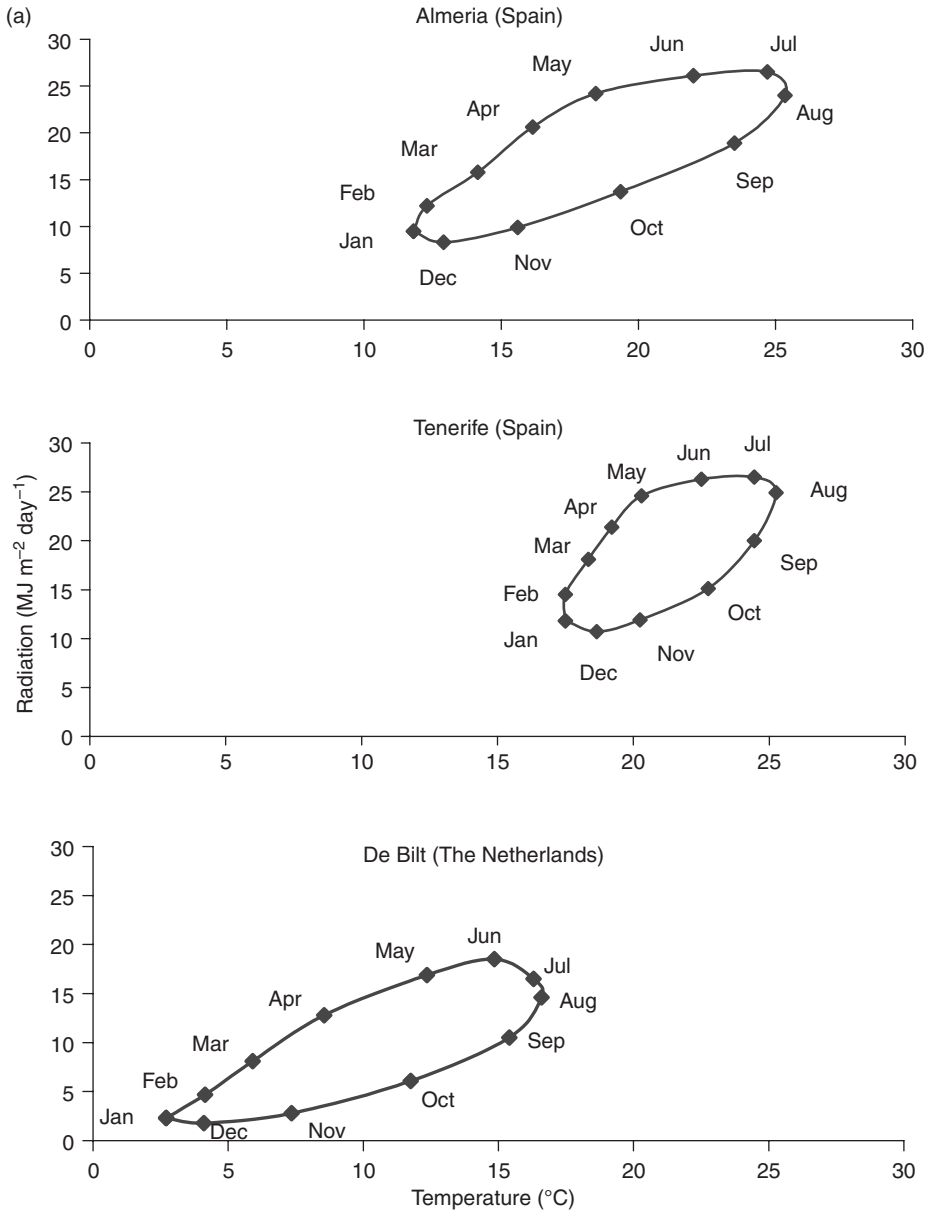 (a)
Almeria (Spain)
30
25
20
15
10
5
0
Jan
Feb
Mar
Apr
May
Jun
Jul
Aug
Sep
Oct
Nov
Dec
0 5 10 15 20 25 30
Radiation (MJ m⁻² day⁻¹)
Tenerife (Spain)
30
25
20
15
10
5
0
Jan
Feb
Mar
Apr
May
Jun
Jul
Aug
Sep
Oct
Nov
Dec
0 5 10 15 20 25 30
De Bilt (The Netherlands)
30
25
20
15
10
5
0
Jan
Feb
Mar
Apr
May
Jun
Jul
Aug
Sep
Oct
Nov
Dec
0 5 10 15 20 25 30
Temperature (°C)